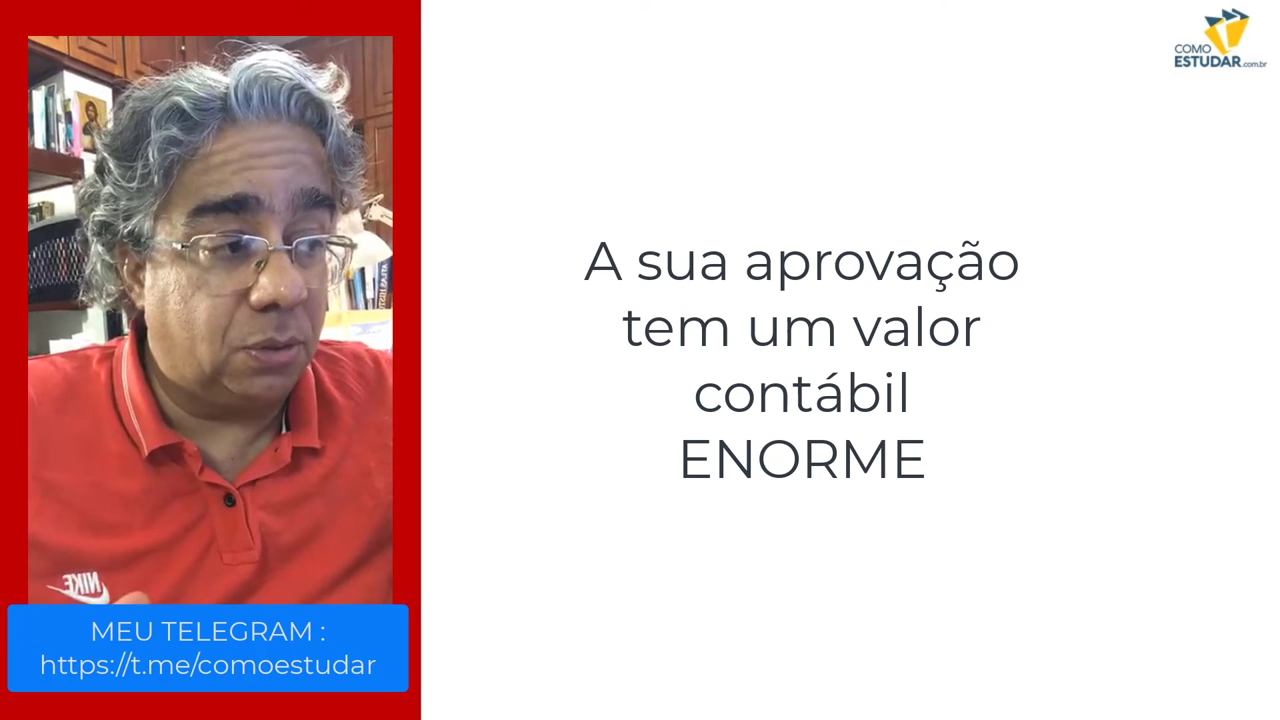 COMO
ESTUDAR.com.br
A sua aprovação
tem um valor
contábil
ENORME
NIKE
MEU TELEGRAM :
https://t.me/comoestudar